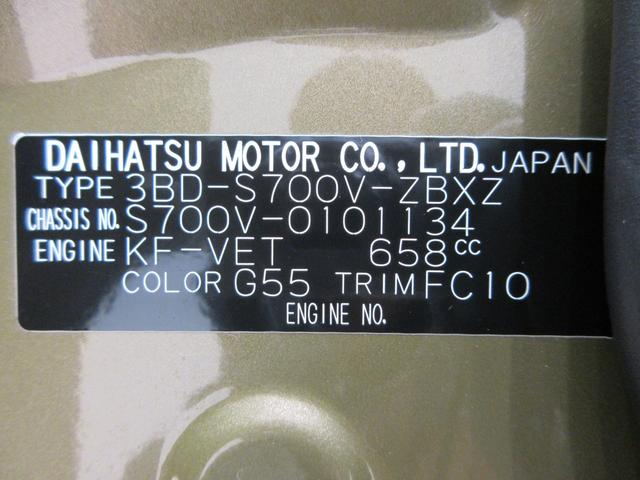 DAIHATSU MOTOR CO., LTD. JAPAN
TYPE 3BD-S700V-ZBXZ
CHASSIS NO. S700V-0101134
ENGINE KF-VET 658cc
COLOR G55 TRIM FC10
ENGINE NO.